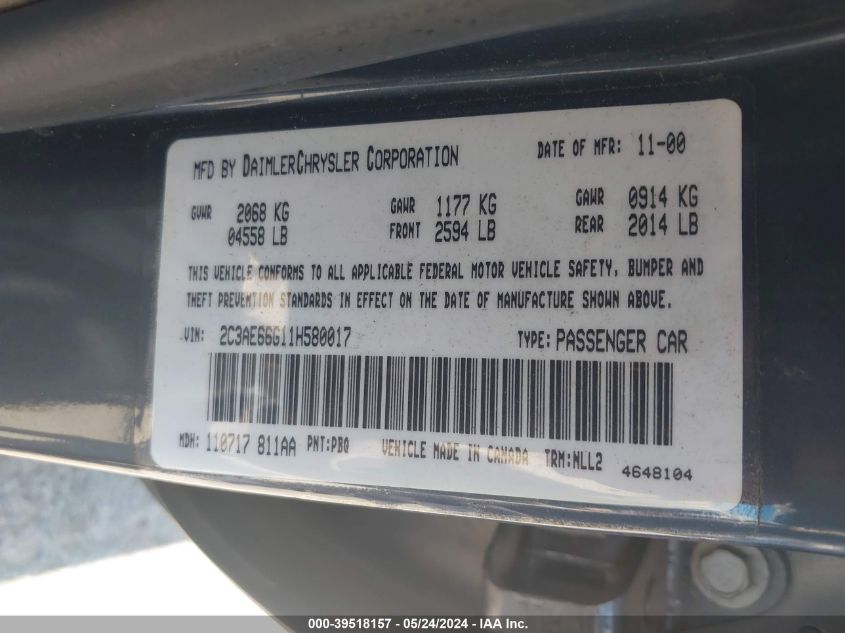 MFD BY DAIMLERCHRYSLER CORPORATION DATE OF MFR: 11-00
GVWR 2068 KG GAWR 1177 KG GAWR 0914 KG
04558 LB FRONT 2594 LB REAR 2014 LB
THIS VEHICLE CONFORMS TO ALL APPLICABLE FEDERAL MOTOR VEHICLE SAFETY, BUMPER AND
THEFT PREVENTION STANDARDS IN EFFECT ON THE DATE OF MANUFACTURE SHOWN ABOVE.
VIN: 2C3AE66G11H580017 TYPE: PASSENGER CAR
MDH: 110717 811AA PNT:PBQ VEHICLE MADE IN CANADA TRM:NLL2
4648104
000-39518157 - 05/24/2024 - IAA Inc.